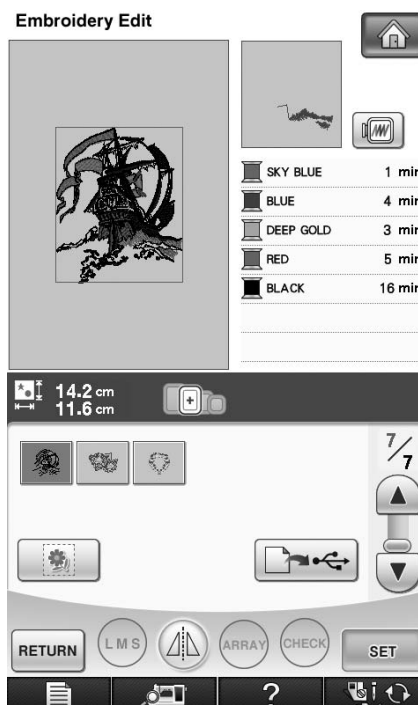 Embroidery Edit
SKY BLUE 1 min
BLUE 4 min
DEEP GOLD 3 min
RED 5 min
BLACK 16 min
14.2 cm
11.6 cm
7/7
RETURN
L M S
ARRAY
CHECK
SET
?
i